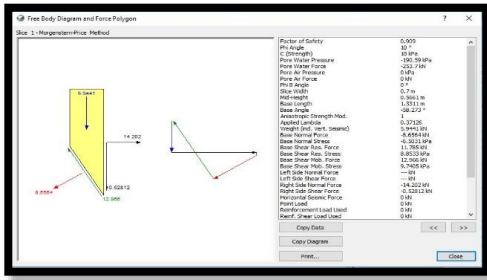 Free Body Diagram and Force Polygon
Slice 1 - Morgenstern-Price Method
5.9441
14.202
0.52812
8.6564
12.966
Factor of Safety 0.909
Phi Angle 10 °
C (Strength) 10 kPa
Pore Water Pressure -190.59 kPa
Pore Water Force -253.7 kN
Pore Air Pressure 0 kPa
Pore Air Force 0 kN
Phi B Angle 0 °
Slice Width 0.7 m
Mid-Height 0.5661 m
Base Length 1.3311 m
Base Angle -58.273 °
Anisotropic Strength Mod. 1
Applied Lambda 0.37126
Weight (incl. Vert. Seismic) 5.9441 kN
Base Normal Force -8.6564 kN
Base Normal Stress -6.5031 kPa
Base Shear Res. Force 11.785 kN
Base Shear Res. Stress 8.8533 kPa
Base Shear Mob. Force 12.966 kN
Base Shear Mob. Stress 9.7405 kPa
Left Side Normal Force --- kN
Left Side Shear Force --- kN
Right Side Normal Force -14.202 kN
Right Side Shear Force -0.52812 kN
Horizontal Seismic Force 0 kN
Point Load 0 kN
Reinforcement Load Used 0 kN
Reinf. Shear Load Used 0 kN
Copy Data
<< >>
Copy Diagram
Print...
Close